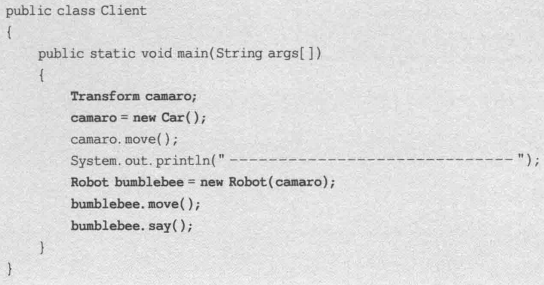 public class Client
{
    public static void main(String args[])
    {
        Transform camaro;
        camaro = new Car();
        camaro.move();
        System.out.println("-----------------------------");
        Robot bumblebee = new Robot(camaro);
        bumblebee.move();
        bumblebee.say();
    }
}